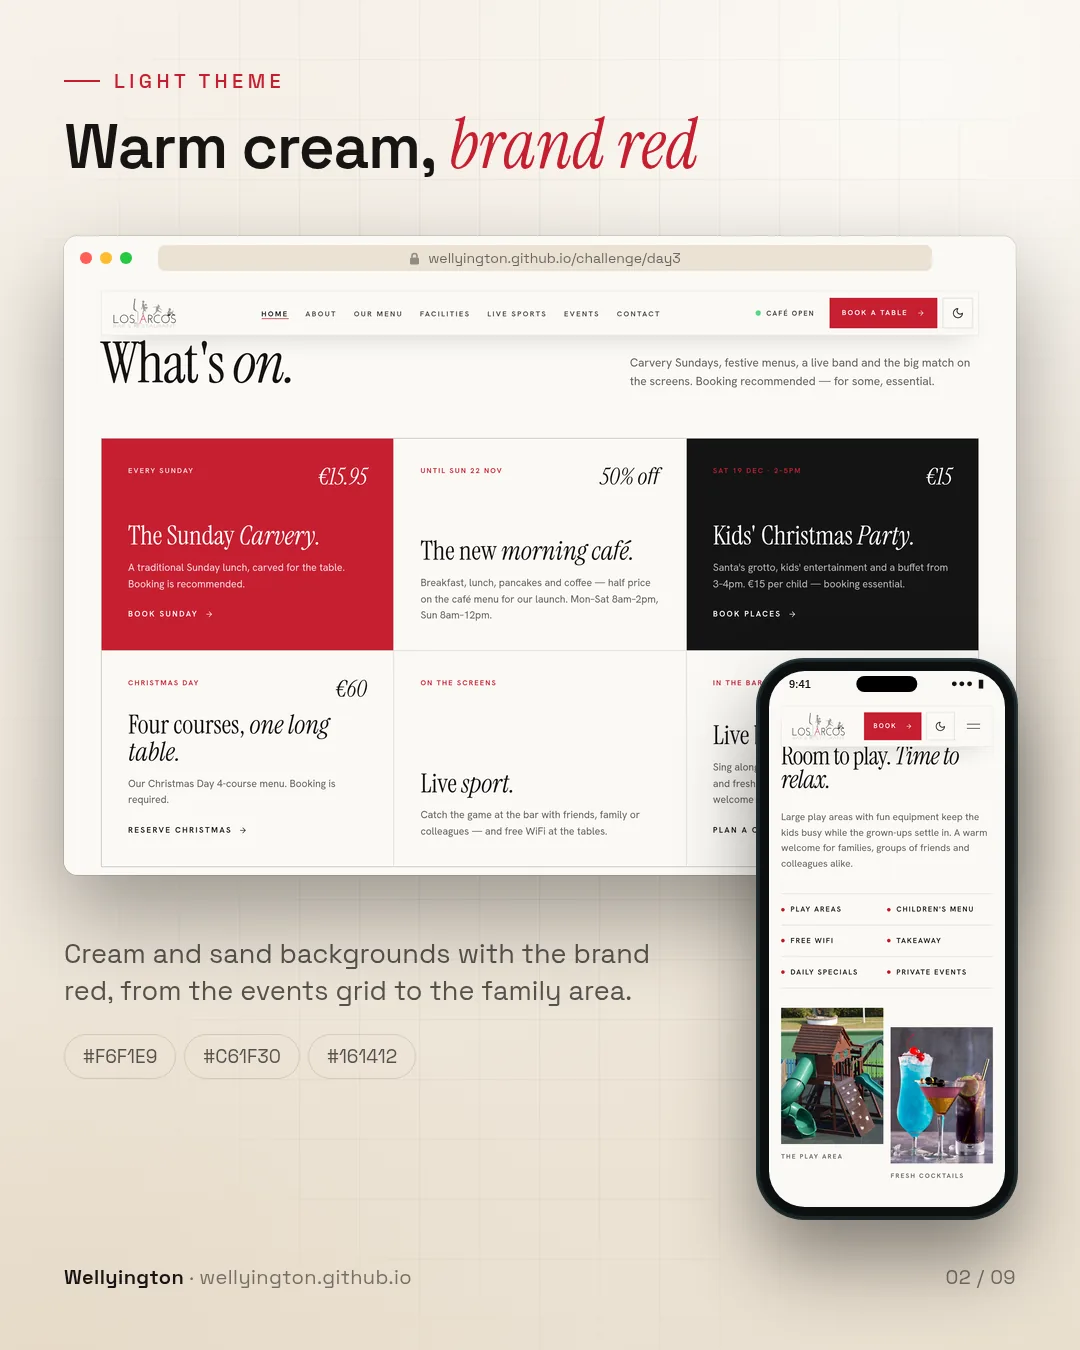 LIGHT THEME
Warm cream, brand red
wellyington.github.io/challenge/day3
LOS ARCOS
HOME ABOUT OUR MENU FACILITIES LIVE SPORTS EVENTS CONTACT
CAFÉ OPEN
BOOK A TABLE →
What's on.
Carvery Sundays, festive menus, a live band and the big match on
the screens. Booking recommended — for some, essential.
EVERY SUNDAY
€15.95
The Sunday Carvery.
A traditional Sunday lunch, carved for the table.
Booking is recommended.
BOOK SUNDAY →
UNTIL SUN 22 NOV
50% off
The new morning café.
Breakfast, lunch, pancakes and coffee — half price
on the café menu for our launch. Mon–Sat 8am–2pm,
Sun 8am–12pm.
SAT 19 DEC · 3–5PM
€15
Kids' Christmas Party.
Santa's grotto, kids' entertainment and a buffet from
3–4pm. €15 per child — booking essential.
BOOK PLACES →
CHRISTMAS DAY
€60
Four courses, one long
table.
Our Christmas Day 4-course menu. Booking is
required.
RESERVE CHRISTMAS →
ON THE SCREENS
Live sport.
Catch the game at the bar with friends, family or
colleagues — and free WiFi at the tables.
IN THE BAR
Live
Sing along
and fresh
welcome
PLAN A
9:41
LOS ARCOS
BOOK →
Room to play. Time to
relax.
Large play areas with fun equipment keep the
kids busy while the grown-ups settle in. A warm
welcome for families, groups of friends and
colleagues alike.
PLAY AREAS
CHILDREN'S MENU
FREE WIFI
TAKEAWAY
DAILY SPECIALS
PRIVATE EVENTS
THE PLAY AREA
FRESH COCKTAILS
Cream and sand backgrounds with the brand
red, from the events grid to the family area.
#F6F1E9
#C61F30
#161412
Wellyington · wellyington.github.io
02 / 09